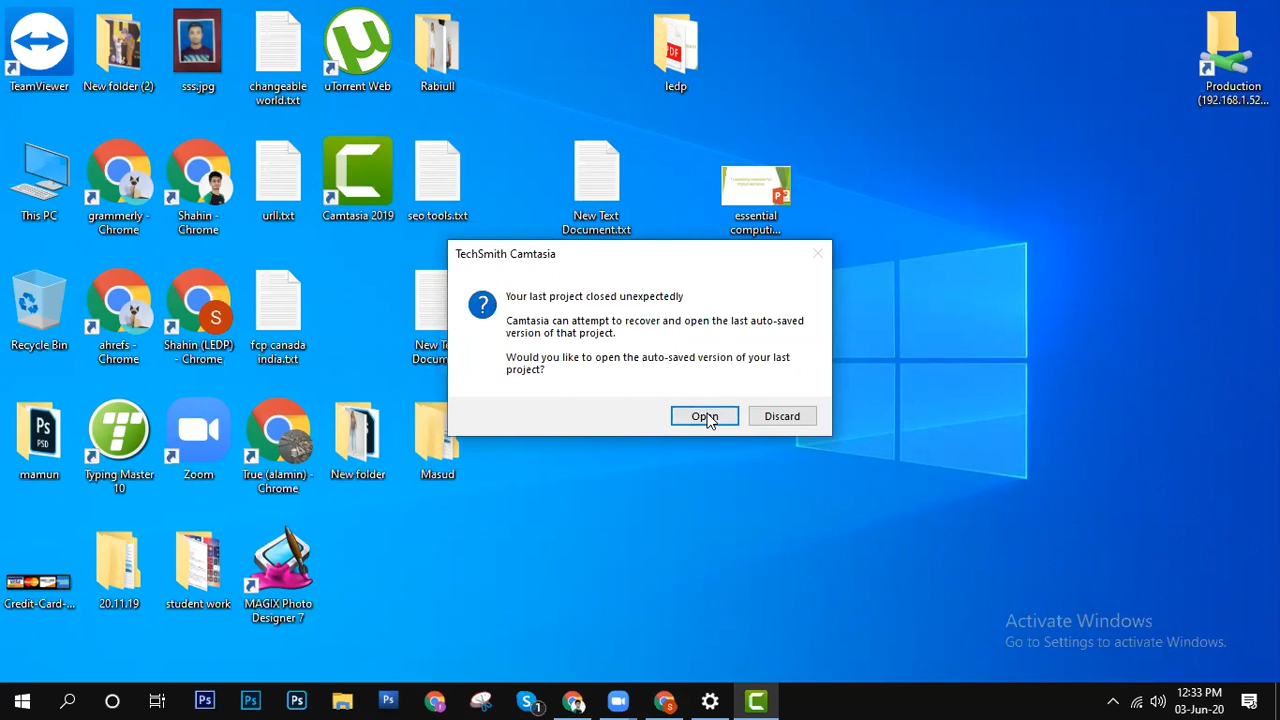 TeamViewer
New folder (2)
sss.jpg
changeable
world.txt
uTorrent Web
Rabiull
ledp
Production
(192.168.1.52...
This PC
grammerly -
Chrome
Shahin -
Chrome
urll.txt
Camtasia 2019
seo tools.txt
New Text
Document.txt
essential
computi...
TechSmith Camtasia
Your last project closed unexpectedly
Camtasia can attempt to recover and open the last auto-saved
version of that project.
Would you like to open the auto-saved version of your last
project?
Open
Discard
Recycle Bin
ahrefs -
Chrome
Shahin (LEDP)
- Chrome
fcp canada
india.txt
New Te
Docum
mamun
Typing Master
10
Zoom
True (alamin) -
Chrome
New folder
Masud
Credit-Card-...
20.11.19
student work
MAGIX Photo
Designer 7
Activate Windows
Go to Settings to activate Windows.
12:33 PM
03-Jun-20